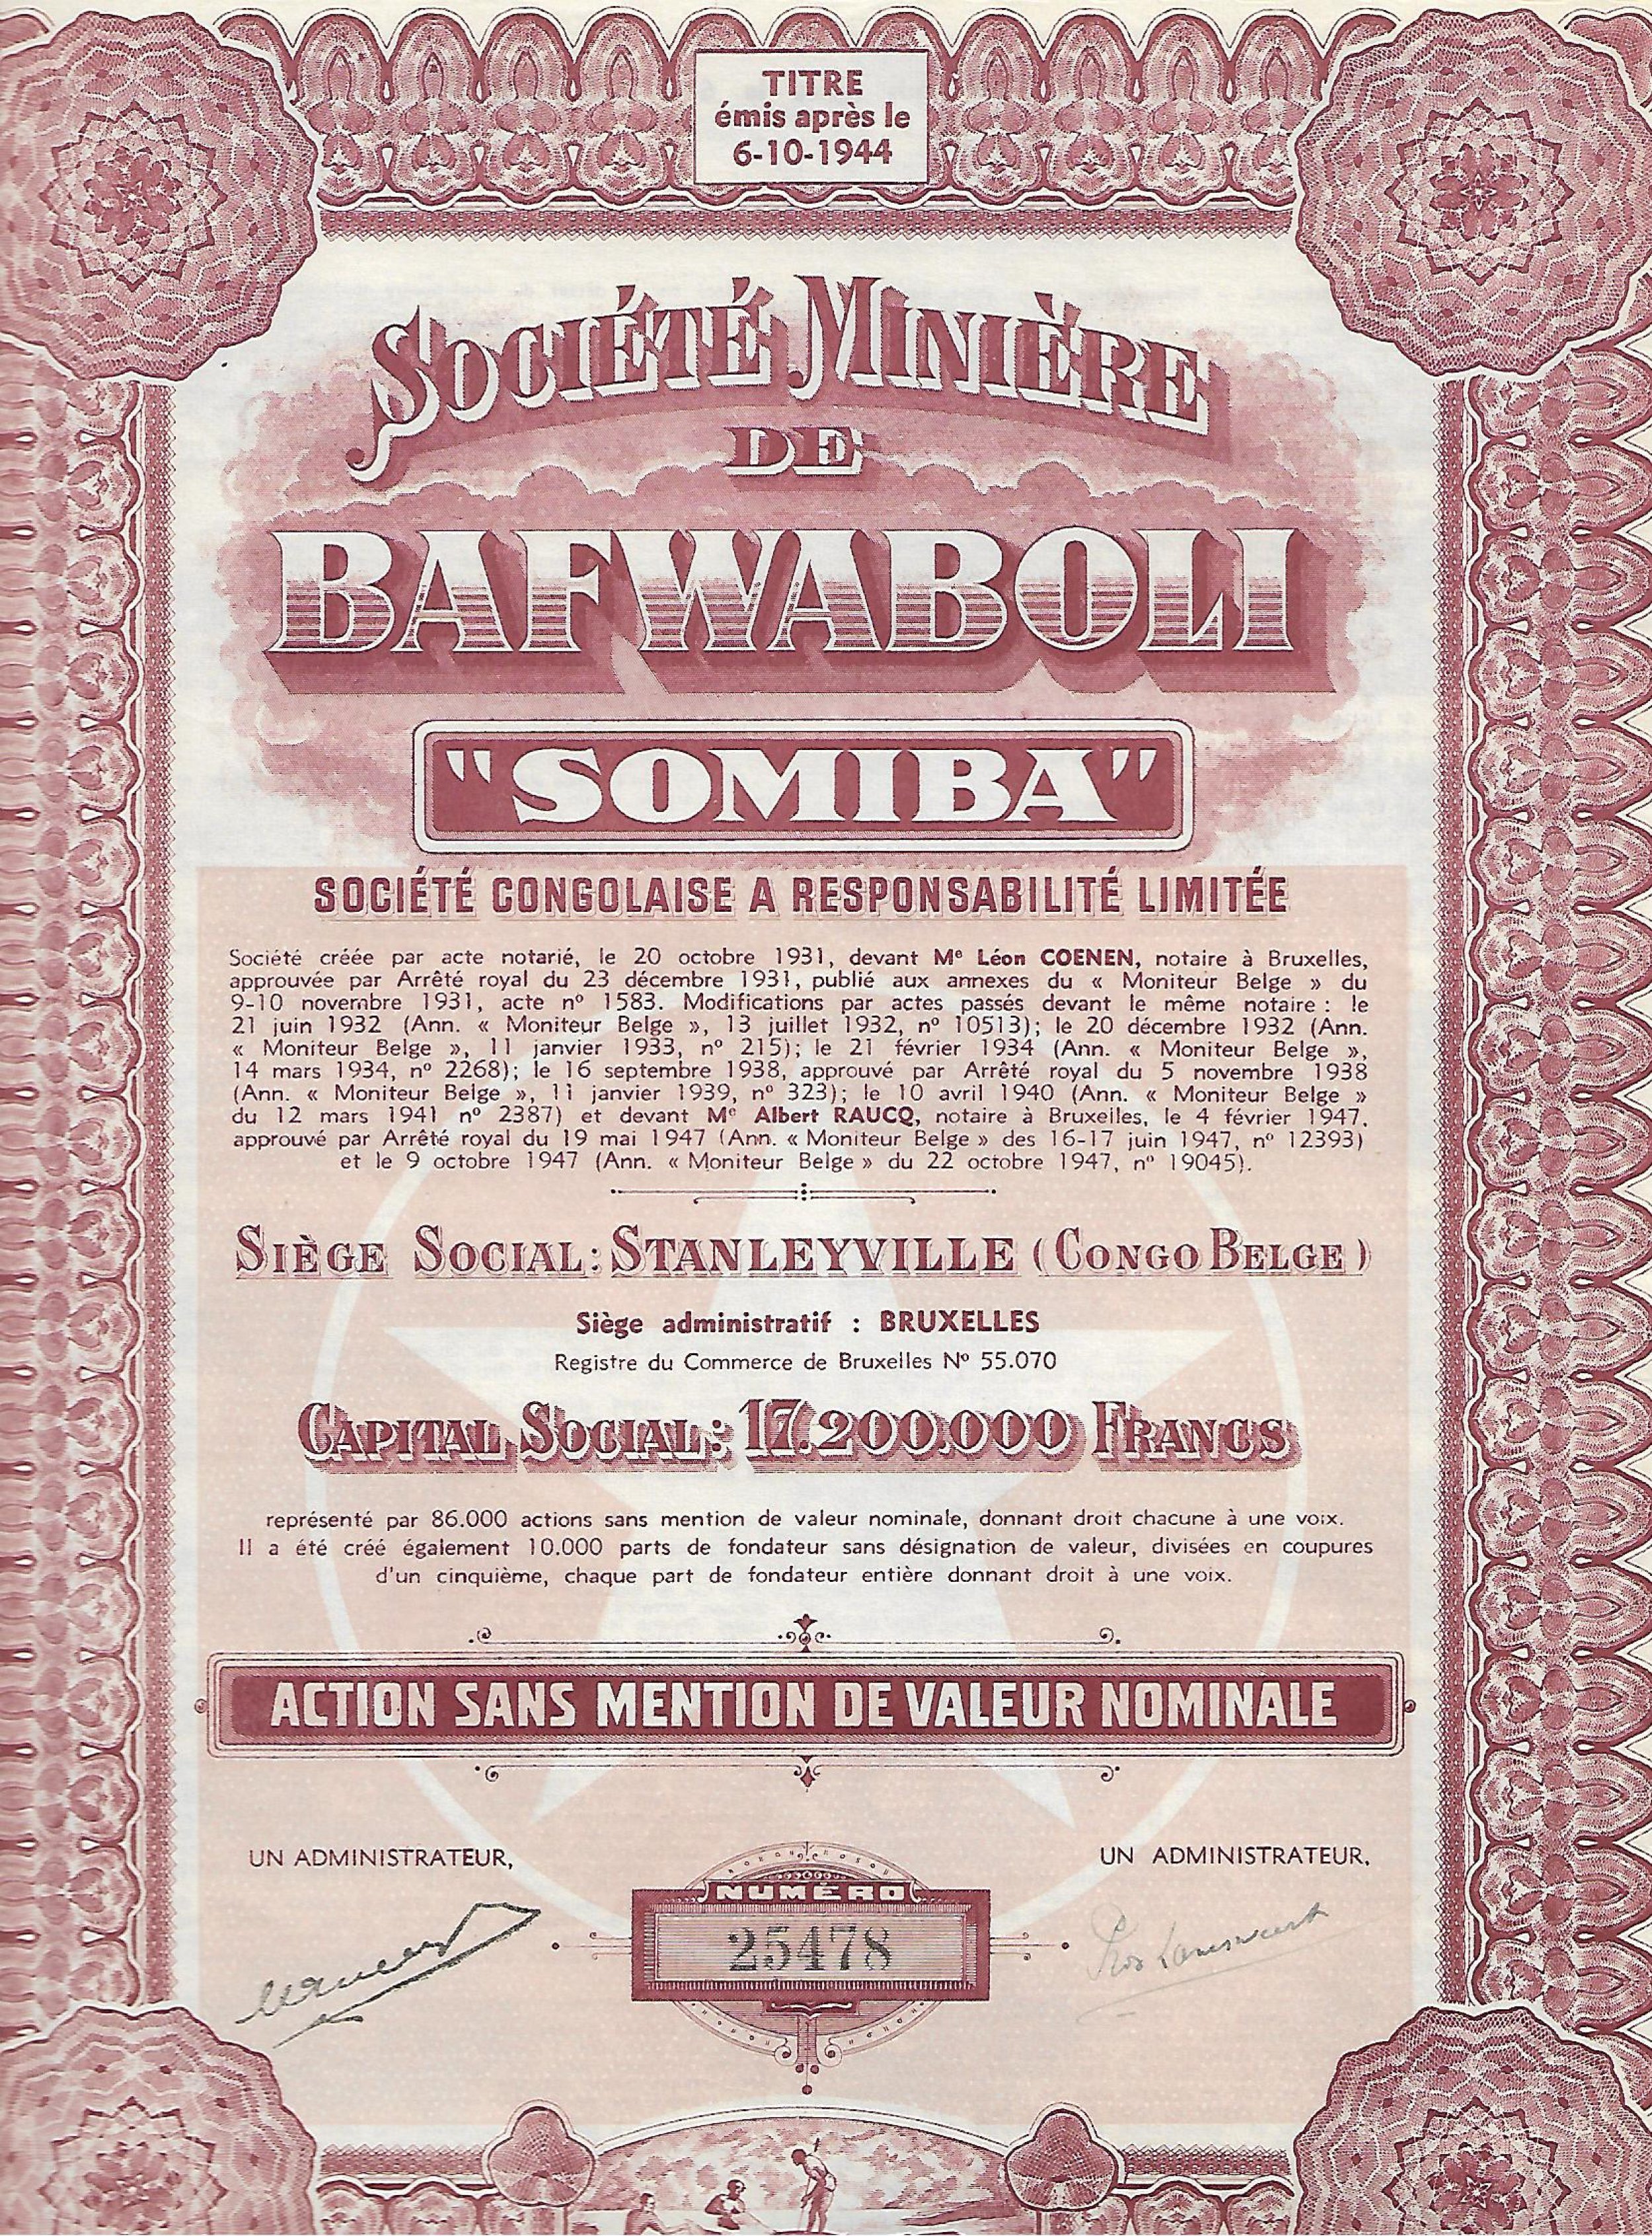 TITRE
émis après le
6-10-1944
SOCIÉTÉ MINIÈRE
DE
BAFWABOLI
"SOMIBA"
SOCIÉTÉ CONGOLAISE A RESPONSABILITÉ LIMITÉE
Société créée par acte notarié, le 20 octobre 1931, devant Me Léon COENEN, notaire à Bruxelles,
approuvée par Arrêté royal du 23 décembre 1931, publié aux annexes du « Moniteur Belge » du
9-10 novembre 1931, acte nº 1583. Modifications par actes passés devant le même notaire : le
21 juin 1932 (Ann. « Moniteur Belge », 13 juillet 1932, nº 10513); le 20 décembre 1932 (Ann.
« Moniteur Belge », 11 janvier 1933, nº 215); le 21 février 1934 (Ann. « Moniteur Belge »,
14 mars 1934, nº 2268); le 16 septembre 1938, approuvé par Arrêté royal du 5 novembre 1938
(Ann. « Moniteur Belge », 11 janvier 1939, nº 323); le 10 avril 1940 (Ann. « Moniteur Belge »
du 12 mars 1941 nº 2387) et devant Me Albert RAUCQ, notaire à Bruxelles, le 4 février 1947,
approuvé par Arrêté royal du 19 mai 1947 (Ann. « Moniteur Belge » des 16-17 juin 1947, nº 12393)
et le 9 octobre 1947 (Ann. « Moniteur Belge » du 22 octobre 1947, nº 19045).
SIÈGE SOCIAL : STANLEYVILLE (CONGO BELGE)
Siège administratif : BRUXELLES
Registre du Commerce de Bruxelles Nº 55.070
CAPITAL SOCIAL : 17.200.000 FRANCS
représenté par 86.000 actions sans mention de valeur nominale, donnant droit chacune à une voix.
Il a été créé également 10.000 parts de fondateur sans désignation de valeur, divisées en coupures
d'un cinquième, chaque part de fondateur entière donnant droit à une voix.
ACTION SANS MENTION DE VALEUR NOMINALE
UN ADMINISTRATEUR,
UN ADMINISTRATEUR,
NUMÉRO
25478